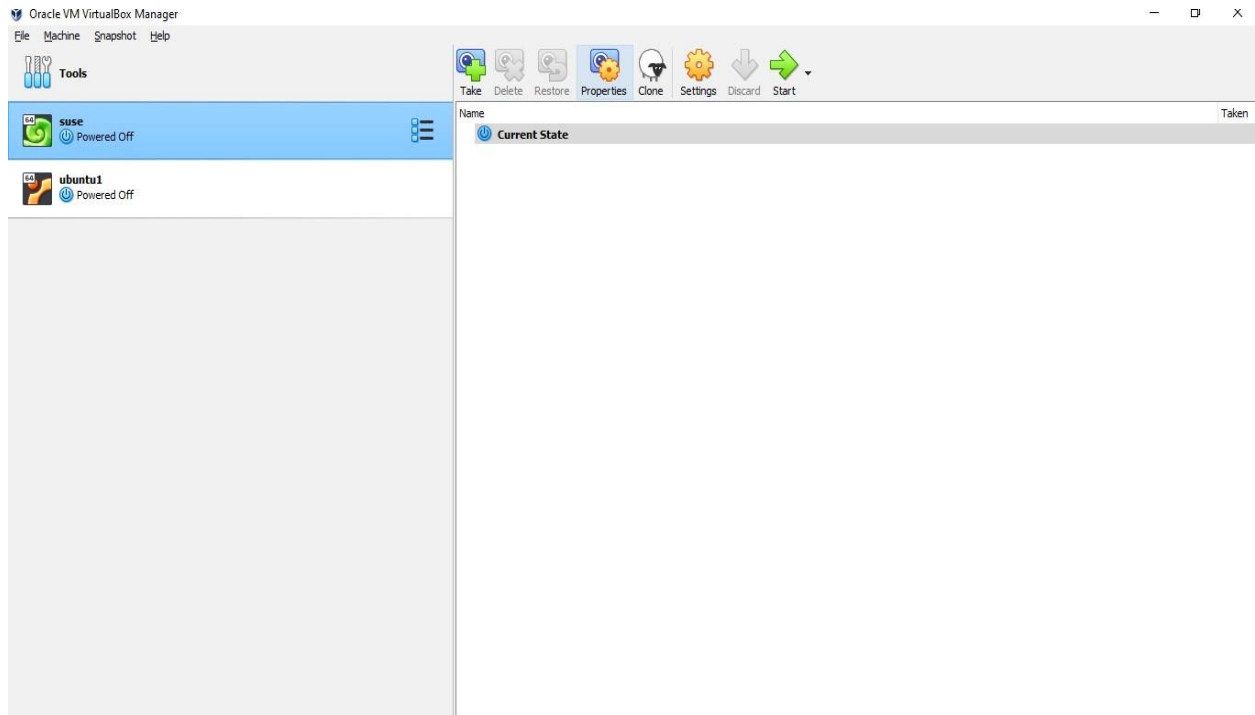 Oracle VM VirtualBox Manager
File Machine Snapshot Help
Tools
Take Delete Restore Properties Clone Settings Discard Start
64 suse
Powered Off
64 ubuntu1
Powered Off
Name Taken
Current State